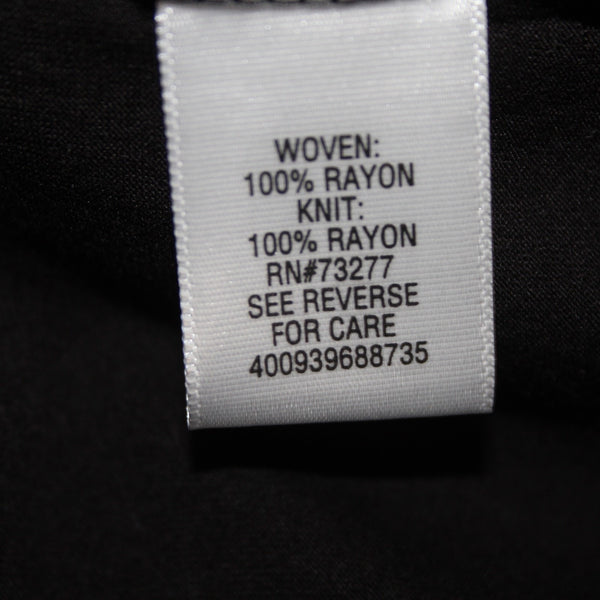 WOVEN:
100% RAYON
KNIT:
100% RAYON
RN#73277
SEE REVERSE
FOR CARE
400939688735